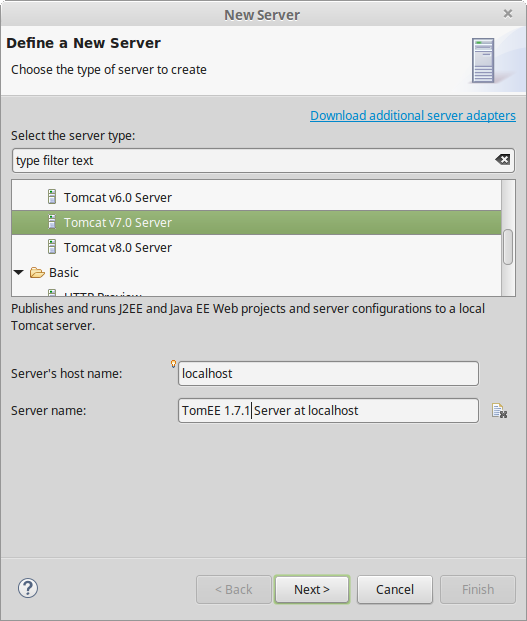 New Server
Define a New Server
Choose the type of server to create
Download additional server adapters
Select the server type:
type filter text
Tomcat v6.0 Server
Tomcat v7.0 Server
Tomcat v8.0 Server
Basic
HTTP Preview
Publishes and runs J2EE and Java EE Web projects and server configurations to a local
Tomcat server.
Server's host name:
localhost
Server name:
TomEE 1.7.1 Server at localhost
?
< Back
Next >
Cancel
Finish